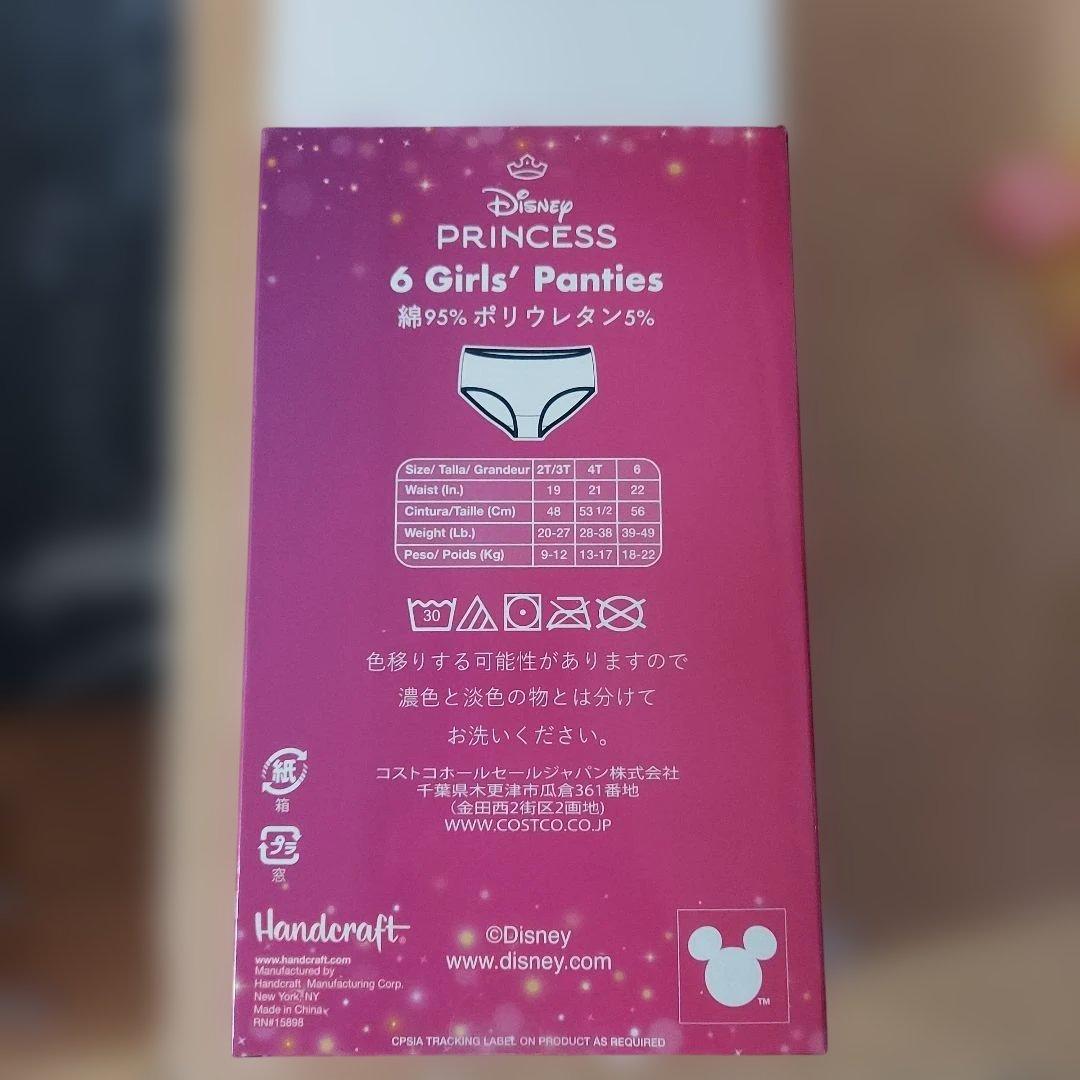 Disney
PRINCESS
6 Girls' Panties
綿95% ポリウレタン5%
Size/ Talla/ Grandeur 2T/3T 4T 6
Waist (In.) 19 21 22
Cintura/Taille (Cm) 48 53 1/2 56
Weight (Lb.) 20-27 28-38 39-49
Peso/ Poids (Kg) 9-12 13-17 18-22
30
色移りする可能性がありますので
濃色と淡色の物とは分けて
お洗いください。
コストコホールセールジャパン株式会社
千葉県木更津市瓜倉361番地
(金田西2街区2画地)
WWW.COSTCO.CO.JP
紙
箱
プラ
窓
Handcraft®
www.handcraft.com
Manufactured by
Handcraft Manufacturing Corp.
New York, NY
Made in China
RN#15898
©Disney
www.disney.com
TM
CPSIA TRACKING LABEL ON PRODUCT AS REQUIRED